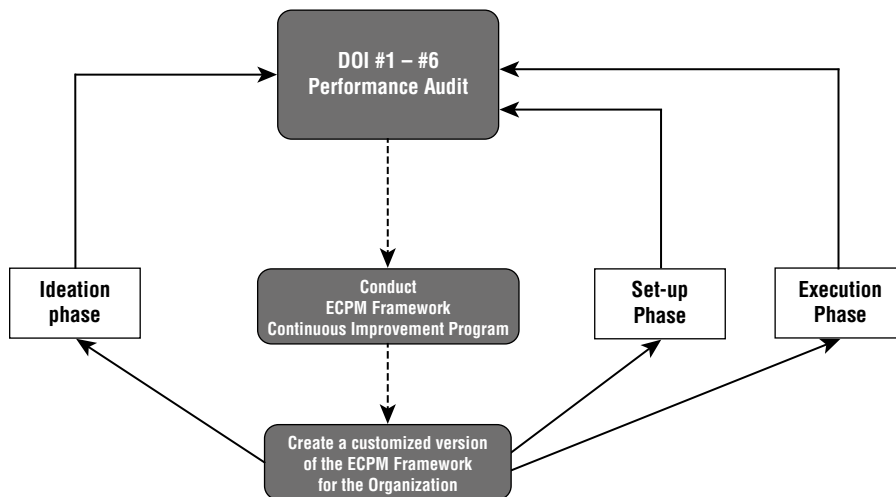 DOI #1 – #6
Performance Audit
Ideation
phase
Conduct
ECPM Framework
Continuous Improvement Program
Set-up
Phase
Execution
Phase
Create a customized version
of the ECPM Framework
for the Organization